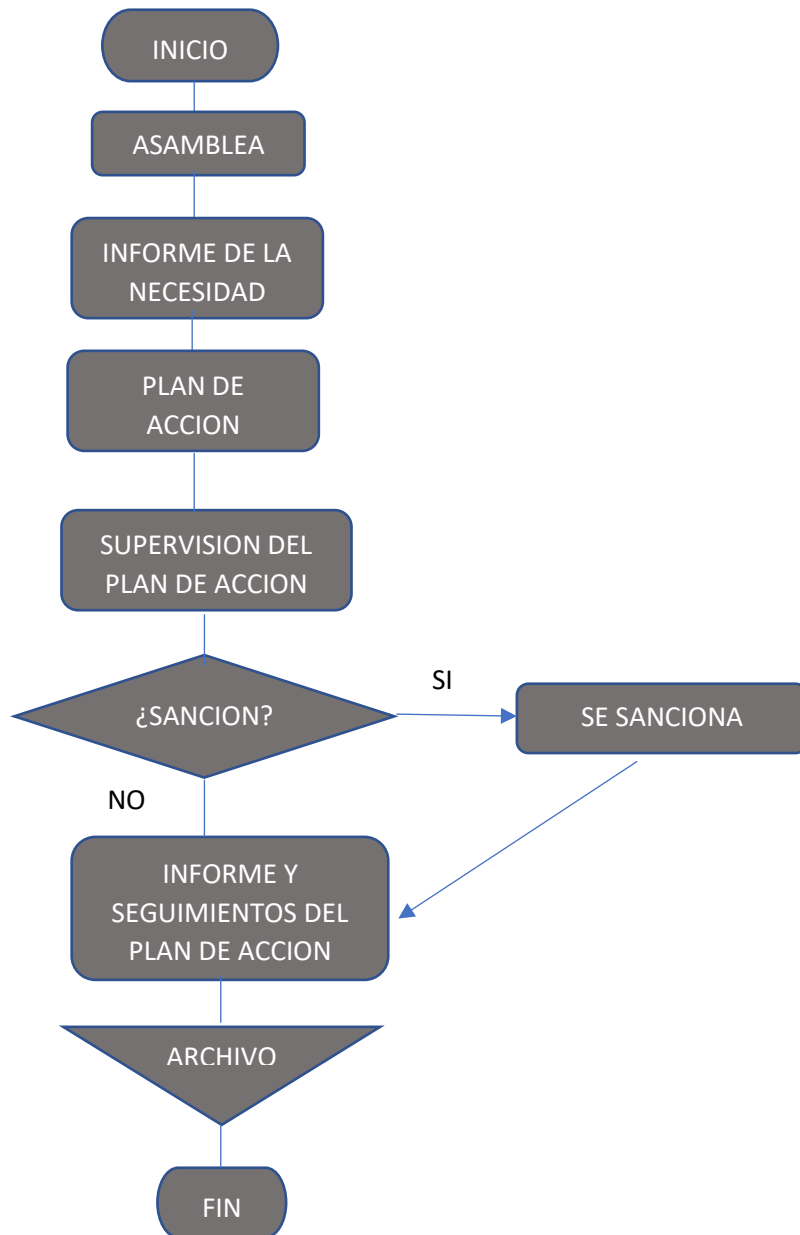 INICIO
ASAMBLEA
INFORME DE LA
NECESIDAD
PLAN DE
ACCION
SUPERVISION DEL
PLAN DE ACCION
¿SANCION?
SI
SE SANCIONA
NO
INFORME Y
SEGUIMIENTOS DEL
PLAN DE ACCION
ARCHIVO
FIN